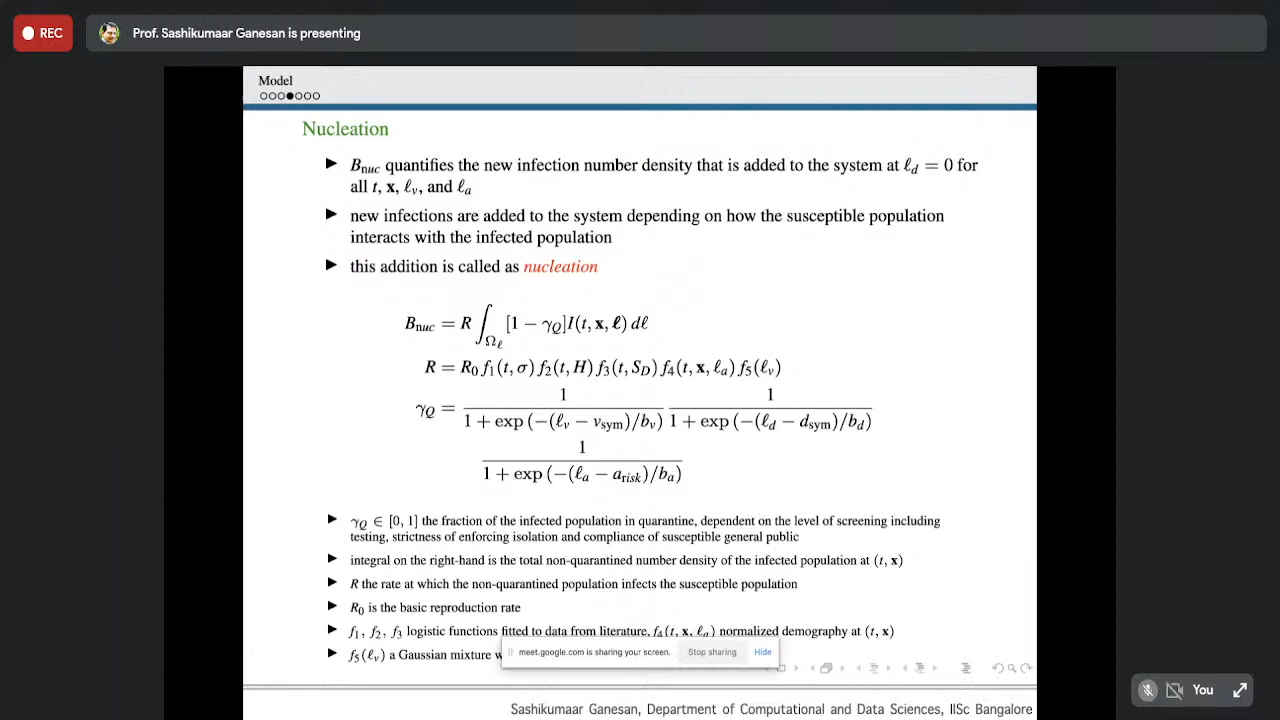 REC
Prof. Sashikumaar Ganesan is presenting
Model
Nucleation
B_nuc quantifies the new infection number density that is added to the system at ℓ_d = 0 for
all t, x, ℓ_v, and ℓ_a
new infections are added to the system depending on how the susceptible population
interacts with the infected population
this addition is called as nucleation
B_nuc = R ∫_{Ω_ℓ} [1 − γ_Q]I(t, x, ℓ) dℓ
R = R_0 f_1(t, σ) f_2(t, H) f_3(t, S_D) f_4(t, x, ℓ_a) f_5(ℓ_v)
γ_Q = 1 / (1 + exp (−(ℓ_v − v_sym)/b_v)) 1 / (1 + exp (−(ℓ_d − d_sym)/b_d))
1 / (1 + exp (−(ℓ_a − a_risk)/b_a))
γ_Q ∈ [0, 1] the fraction of the infected population in quarantine, dependent on the level of screening including
testing, strictness of enforcing isolation and compliance of susceptible general public
integral on the right-hand is the total non-quarantined number density of the infected population at (t, x)
R the rate at which the non-quarantined population infects the susceptible population
R_0 is the basic reproduction rate
f_1, f_2, f_3 logistic functions fitted to data from literature, f_4(t, x, ℓ_a) normalized demography at (t, x)
f_5(ℓ_v) a Gaussian mixture
meet.google.com is sharing your screen. Stop sharing Hide
You
Sashikumaar Ganesan, Department of Computational and Data Sciences, IISc Bangalore